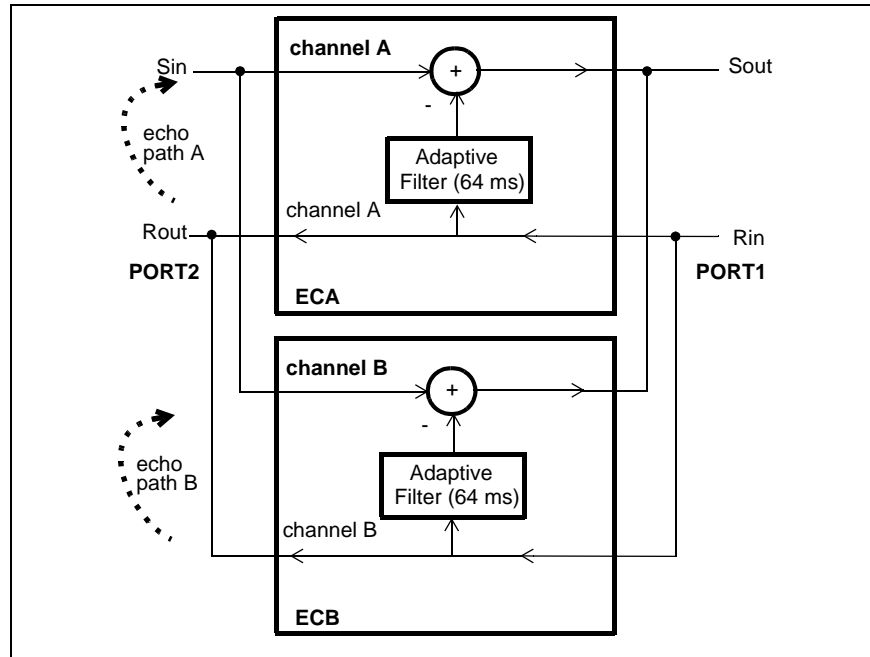 channel A
Sin
+
Sout
-
echo
path A
Adaptive
Filter (64 ms)
channel A
Rout
Rin
PORT2
PORT1
ECA
channel B
+
-
echo
path B
Adaptive
Filter (64 ms)
channel B
ECB